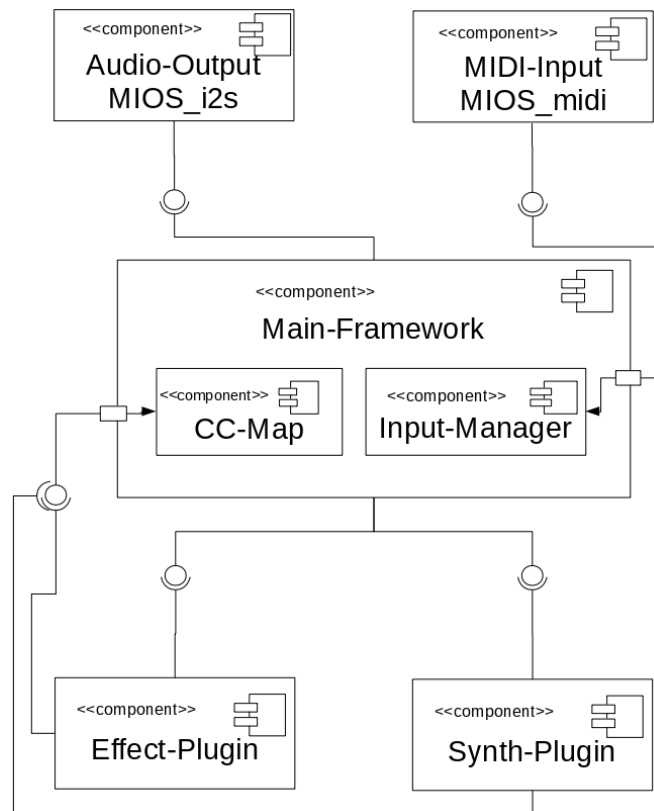 <<component>>
Audio-Output
MIOS_i2s
<<component>>
MIDI-Input
MIOS_midi
<<component>>
Main-Framework
<<component>>
CC-Map
<<component>>
Input-Manager
<<component>>
Effect-Plugin
<<component>>
Synth-Plugin